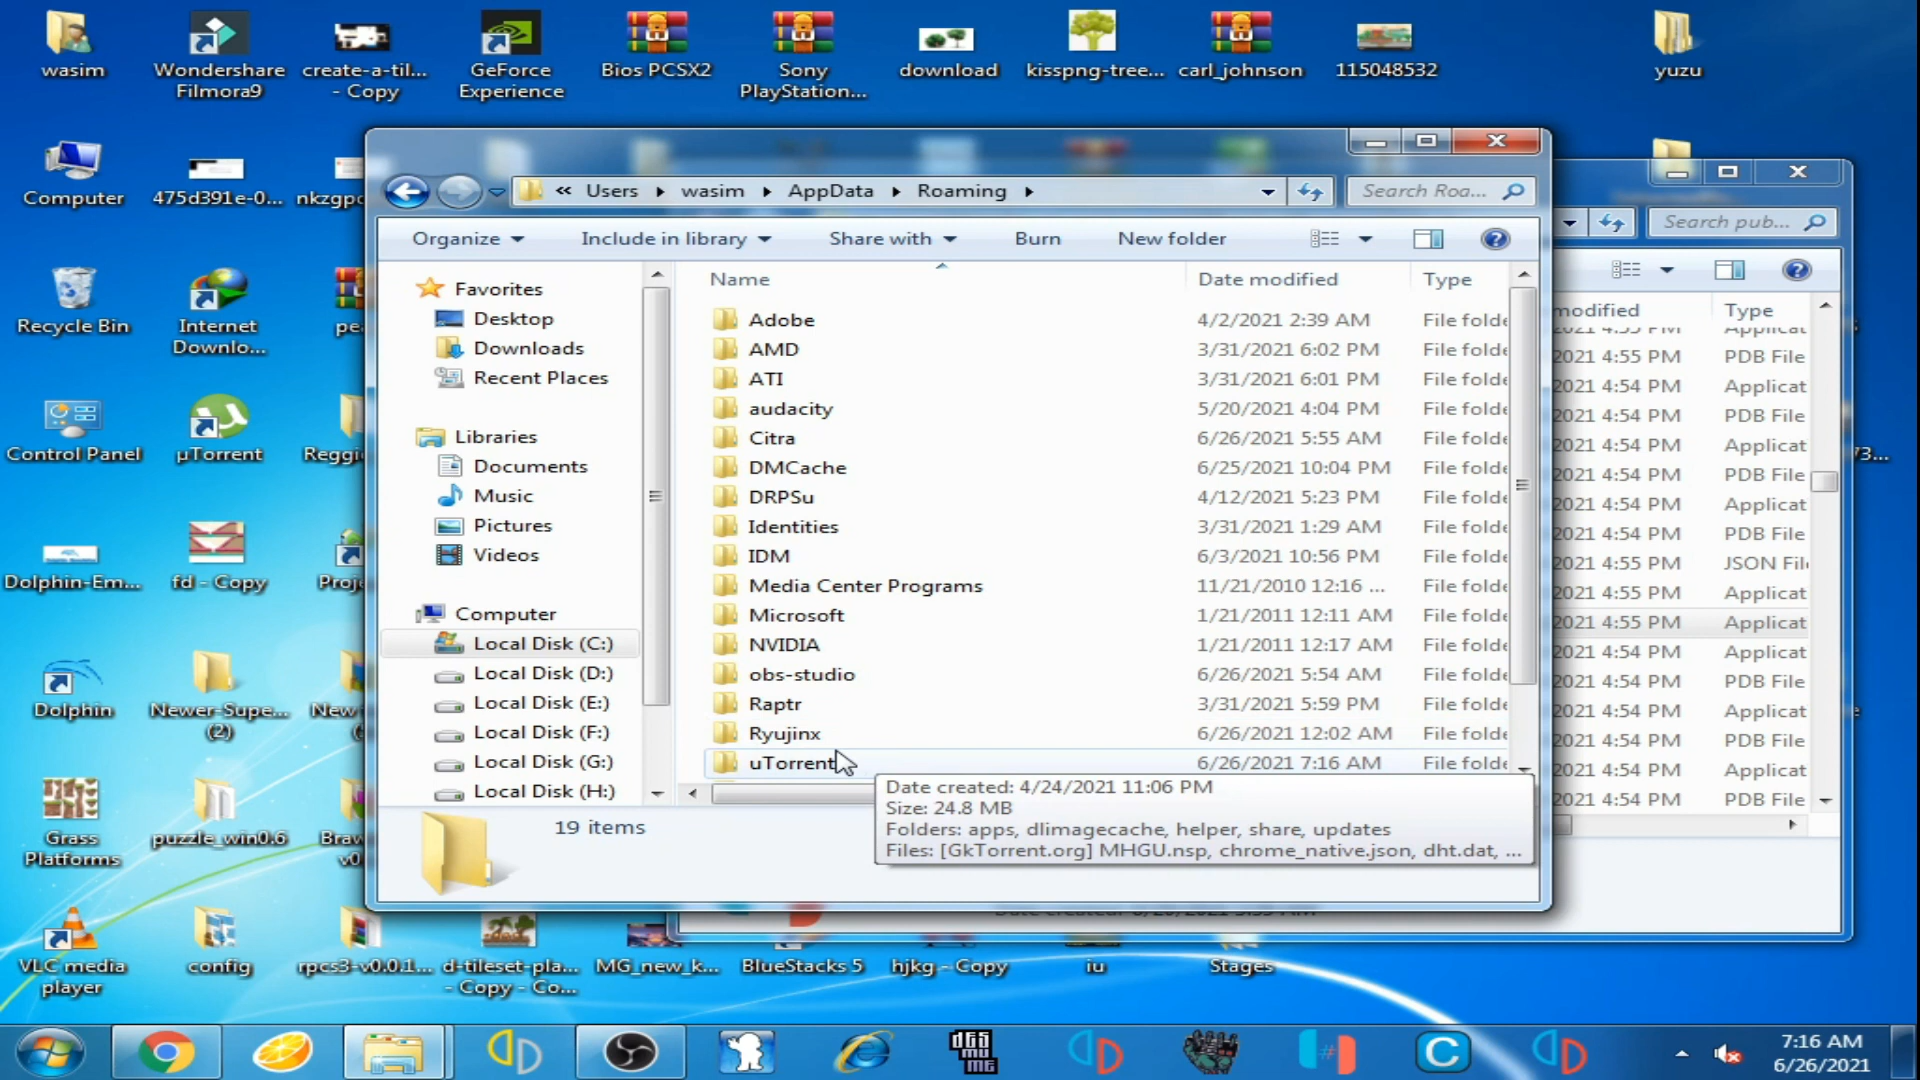 wasim
Wondershare
Filmora9
create-a-til...
- Copy
GeForce
Experience
Bios PCSX2
Sony
PlayStation...
download
kisspng-tree...
carl_johnson
115048532
yuzu
Computer
475d391e-0...
nkzgpc
Recycle Bin
Internet
Downlo...
Control Panel
µTorrent
Reggi
Dolphin-Em...
fd - Copy
Proj
Dolphin
Newer-Supe...
(2)
New
Grass
Platforms
puzzle_win0.6
Braw
v0
VLC media
player
config
rpcs3-v0.0.1...
d-tileset-pla...
- Copy - Co...
MG_new_k...
BlueStacks 5
hjkg - Copy
iu
Stages
« Users ▸ wasim ▸ AppData ▸ Roaming ▸
Search Roa...
Organize
Include in library
Share with
Burn
New folder
Favorites
Desktop
Downloads
Recent Places
Libraries
Documents
Music
Pictures
Videos
Computer
Local Disk (C:)
Local Disk (D:)
Local Disk (E:)
Local Disk (F:)
Local Disk (G:)
Local Disk (H:)
Name Date modified Type
Adobe 4/2/2021 2:39 AM File folde
AMD 3/31/2021 6:02 PM File folde
ATI 3/31/2021 6:01 PM File folde
audacity 5/20/2021 4:04 PM File folde
Citra 6/26/2021 5:55 AM File folde
DMCache 6/25/2021 10:04 PM File folde
DRPSu 4/12/2021 5:23 PM File folde
Identities 3/31/2021 1:29 AM File folde
IDM 6/3/2021 10:56 PM File folde
Media Center Programs 11/21/2010 12:16 ... File folde
Microsoft 1/21/2011 12:11 AM File folde
NVIDIA 1/21/2011 12:17 AM File folde
obs-studio 6/26/2021 5:54 AM File folde
Raptr 3/31/2021 5:59 PM File folde
Ryujinx 6/26/2021 12:02 AM File folde
uTorrent 6/26/2021 7:16 AM File folde
Date created: 4/24/2021 11:06 PM
Size: 24.8 MB
Folders: apps, dlimagecache, helper, share, updates
Files: [GkTorrent.org] MHGU.nsp, chrome_native.json, dht.dat, ...
19 items
Search pub...
modified Type
2021 4:55 PM PDB File
2021 4:54 PM Applicat
2021 4:54 PM PDB File
2021 4:55 PM Applicat
2021 4:54 PM PDB File
2021 4:54 PM Applicat
2021 4:54 PM PDB File
2021 4:55 PM JSON Fil
2021 4:55 PM Applicat
2021 4:55 PM Applicat
2021 4:54 PM Applicat
2021 4:54 PM PDB File
2021 4:54 PM Applicat
2021 4:54 PM PDB File
2021 4:54 PM Applicat
2021 4:54 PM PDB File
73...
7:16 AM
6/26/2021